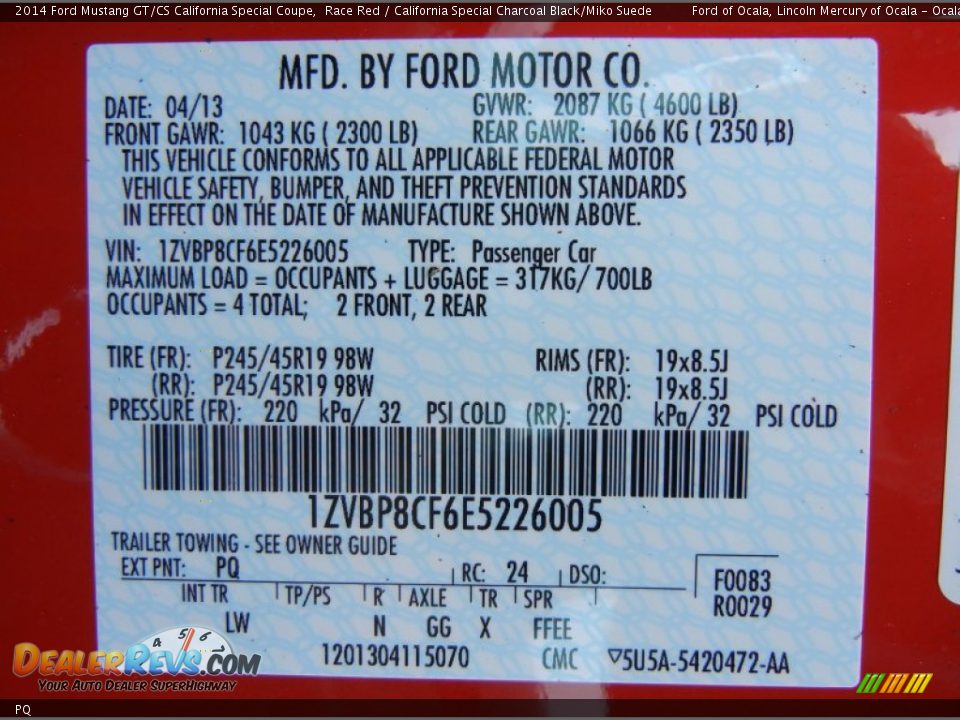 2014 Ford Mustang GT/CS California Special Coupe, Race Red / California Special Charcoal Black/Miko Suede Ford of Ocala, Lincoln Mercury of Ocala - Ocala
MFD. BY FORD MOTOR CO.
DATE: 04/13 GVWR: 2087 KG ( 4600 LB)
FRONT GAWR: 1043 KG ( 2300 LB) REAR GAWR: 1066 KG ( 2350 LB)
THIS VEHICLE CONFORMS TO ALL APPLICABLE FEDERAL MOTOR
VEHICLE SAFETY, BUMPER, AND THEFT PREVENTION STANDARDS
IN EFFECT ON THE DATE OF MANUFACTURE SHOWN ABOVE.
VIN: 1ZVBP8CF6E5226005 TYPE: Passenger Car
MAXIMUM LOAD = OCCUPANTS + LUGGAGE = 317KG/ 700LB
OCCUPANTS = 4 TOTAL; 2 FRONT, 2 REAR
TIRE (FR): P245/45R19 98W RIMS (FR): 19x8.5J
(RR): P245/45R19 98W (RR): 19x8.5J
PRESSURE (FR): 220 kPa/ 32 PSI COLD (RR): 220 kPa/ 32 PSI COLD
1ZVBP8CF6E5226005
TRAILER TOWING - SEE OWNER GUIDE
EXT PNT: PQ RC: 24 DSO: F0083
INT TR TP/PS R AXLE TR SPR R0029
LW N GG X FFEE
1201304115070 CMC ▽5U5A-5420472-AA
4 5 6
DEALERREVS.COM
YOUR AUTO DEALER SUPERHIGHWAY
PQ